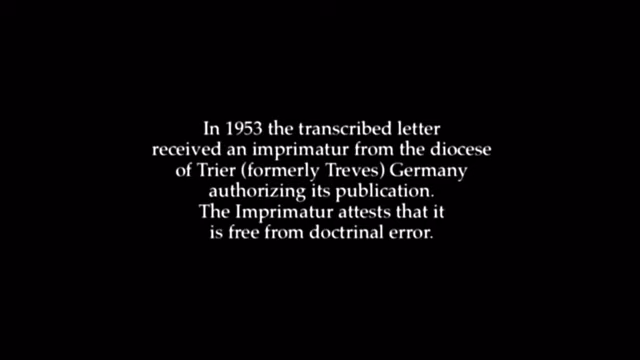 In 1953 the transcribed letter
received an imprimatur from the diocese
of Trier (formerly Treves) Germany
authorizing its publication.
The Imprimatur attests that it
is free from doctrinal error.